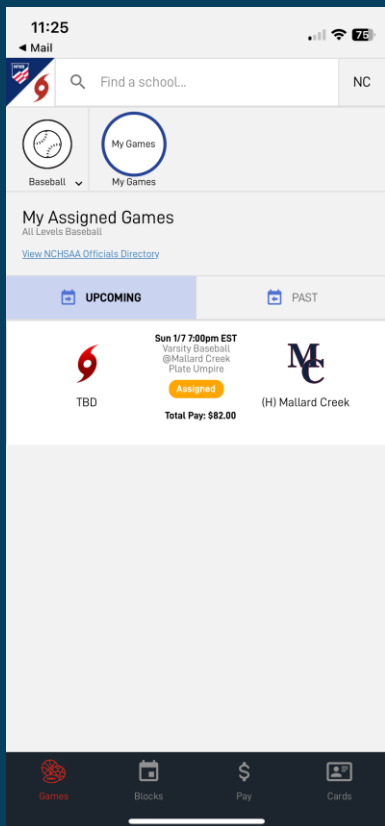 11:25
◀ Mail
75
Find a school...
NC
My Games
Baseball
My Games
My Assigned Games
All Levels Baseball
View NCHSAA Officials Directory
UPCOMING
PAST
Sun 1/7 7:00pm EST
Varsity Baseball
@Mallard Creek
Plate Umpire
Assigned
Total Pay: $82.00
TBD
MC
(H) Mallard Creek
Games
Blocks
$
Pay
Cards